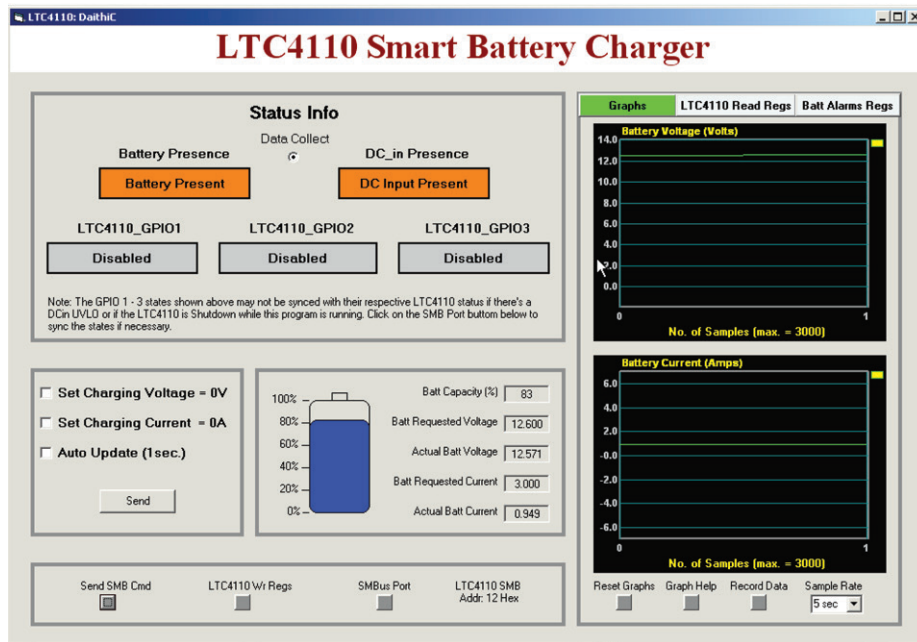 LTC4110: DaithiC
LTC4110 Smart Battery Charger
Status Info
Data Collect
Battery Presence
DC_in Presence
Battery Present
DC Input Present
LTC4110_GPIO1
LTC4110_GPIO2
LTC4110_GPIO3
Disabled
Disabled
Disabled
Note: The GPIO 1 - 3 states shown above may not be synced with their respective LTC4110 status if there's a
DCin UVLO or if the LTC4110 is Shutdown while this program is running. Click on the SMB Port buttom below to
sync the states if necessary.
Set Charging Voltage = 0V
Set Charging Current = 0A
Auto Update (1sec.)
Send
100%
80%
60%
40%
20%
0%
Batt Capacity (%) 83
Batt Requested Voltage 12.600
Actual Batt Voltage 12.571
Batt Requested Current 3.000
Actual Batt Current 0.949
Send SMB Cmd
LTC4110 Wr Regs
SMBus Port
LTC4110 SMB
Addr: 12 Hex
Graphs
LTC4110 Read Regs
Batt Alarms Regs
Battery Voltage (Volts)
14.0
12.0
10.0
8.0
6.0
4.0
2.0
0.0
0 1
No. of Samples (max. = 3000)
Battery Current (Amps)
6.0
4.0
2.0
-0.0
-2.0
-4.0
-6.0
0 1
No. of Samples (max. = 3000)
Reset Graphs
Graph Help
Record Data
Sample Rate
5 sec